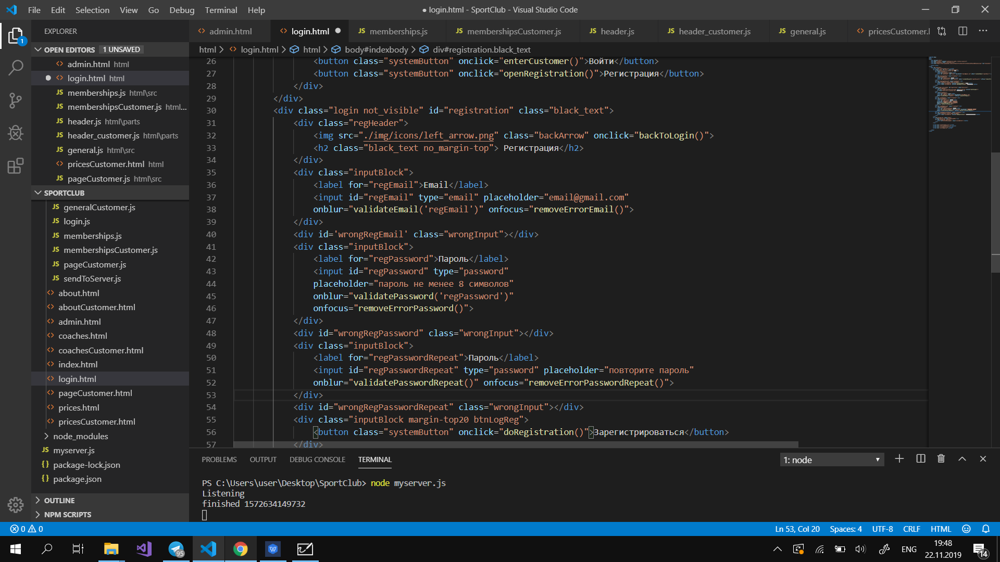 File Edit Selection View Go Debug Terminal Help
● login.html - SportClub - Visual Studio Code
EXPLORER
admin.html
login.html
JS memberships.js
JS membershipsCustomer.js
JS header.js
JS header_customer.js
JS general.js
pricesCustomer.
html > login.html > html > body#indexbody > div#registration.black_text
1
OPEN EDITORS 1 UNSAVED
admin.html html
login.html html
JS memberships.js html\src
JS membershipsCustomer.js html...
JS header.js html\parts
JS header_customer.js html\parts
JS general.js html\src
pricesCustomer.html html
JS pageCustomer.js html\src
SPORTCLUB
JS generalCustomer.js
JS login.js
JS memberships.js
JS membershipsCustomer.js
JS pageCustomer.js
JS sendToServer.js
about.html
aboutCustomer.html
admin.html
coaches.html
coachesCustomer.html
index.html
login.html
pageCustomer.html
prices.html
pricesCustomer.html
node_modules
JS myserver.js
{} package-lock.json
{} package.json
OUTLINE
NPM SCRIPTS
26 <button class="systemButton" onclick="enterCustomer()">Войти</button>
27 <button class="systemButton" onclick="openRegistration()">Регистрация</button>
28 </div>
29 </div>
30 <div class="login not_visible" id="registration" class="black_text">
31 <div class="regHeader">
32 <img src="./img/icons/left_arrow.png" class="backArrow" onclick="backToLogin()">
33 <h2 class="black_text no_margin-top"> Регистрация</h2>
34 </div>
35 <div class="inputBlock">
36 <label for="regEmail">Email</label>
37 <input id="regEmail" type="email" placeholder="email@gmail.com"
38 onblur="validateEmail('regEmail')" onfocus="removeErrorEmail()">
39 </div>
40 <div id='wrongRegEmail' class="wrongInput"></div>
41 <div class="inputBlock">
42 <label for="regPassword">Пароль</label>
43 <input id="regPassword" type="password"
44 placeholder="пароль не менее 8 символов"
45 onblur="validatePassword('regPassword')"
46 onfocus="removeErrorPassword()">
47 </div>
48 <div id="wrongRegPassword" class="wrongInput"></div>
49 <div class="inputBlock">
50 <label for="regPasswordRepeat">Пароль</label>
51 <input id="regPasswordRepeat" type="password" placeholder="повторите пароль"
52 onblur="validatePasswordRepeat()" onfocus="removeErrorPasswordRepeat()">
53 </div>
54 <div id="wrongRegPasswordRepeat" class="wrongInput"></div>
55 <div class="inputBlock margin-top20 btnLogReg">
56 <button class="systemButton" onclick="doRegistration()">Зарегистрироваться</button>
57 </div>
PROBLEMS OUTPUT DEBUG CONSOLE TERMINAL
1: node
PS C:\Users\user\Desktop\SportClub> node myserver.js
Listening
finished 1572634149732
0 0
Ln 53, Col 20 Spaces: 4 UTF-8 CRLF HTML
95
ENG
19:48
22.11.2019
14